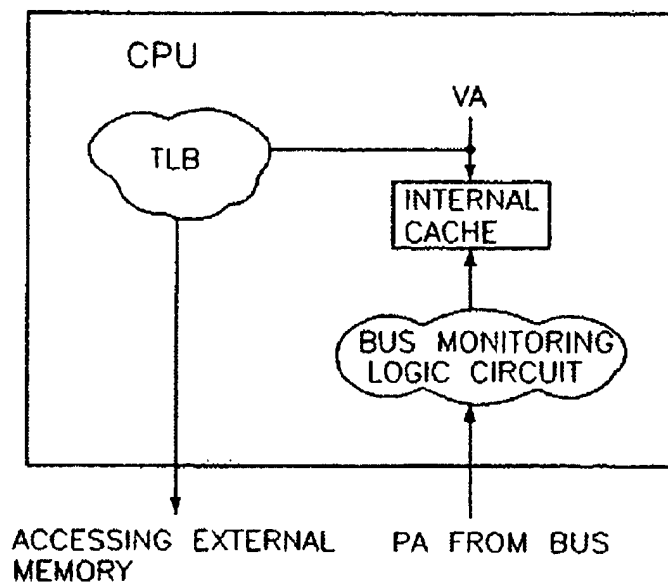 CPU
VA
TLB
INTERNAL
CACHE
BUS MONITORING
LOGIC CIRCUIT
ACCESSING EXTERNAL
MEMORY
PA FROM BUS